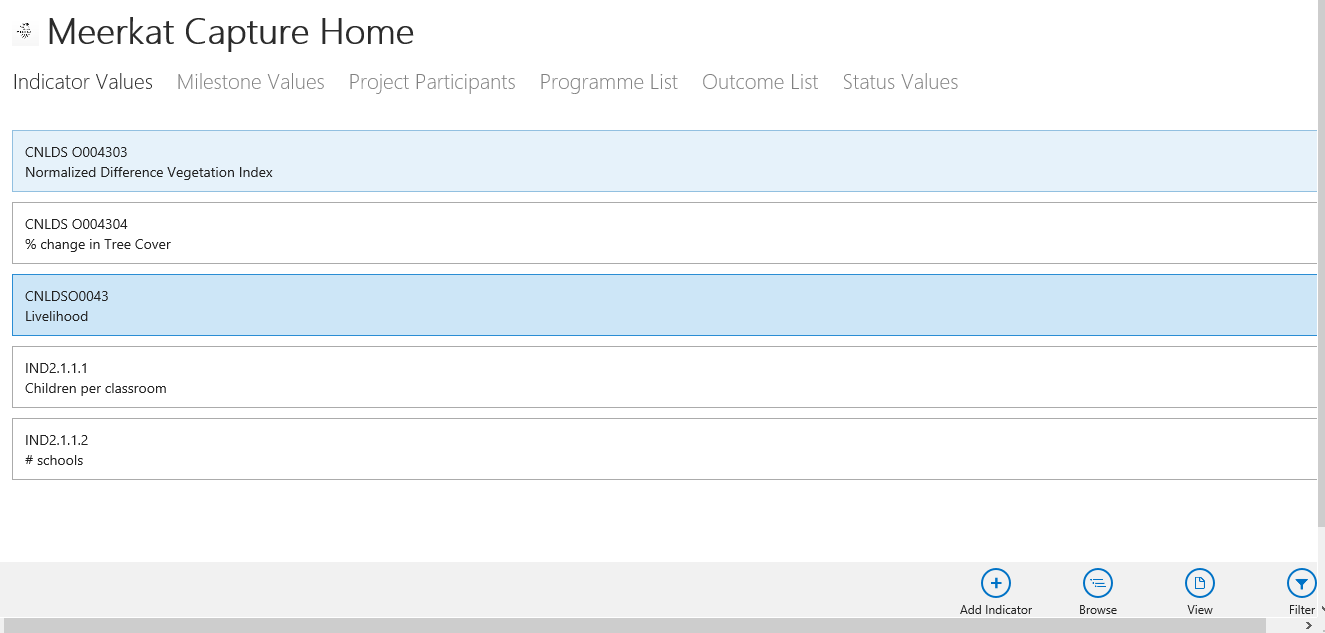 Meerkat Capture Home
Indicator Values Milestone Values Project Participants Programme List Outcome List Status Values
CNLDS O004303
Normalized Difference Vegetation Index
CNLDS O004304
% change in Tree Cover
CNLDSO0043
Livelihood
IND2.1.1.1
Children per classroom
IND2.1.1.2
# schools
Add Indicator Browse View Filter